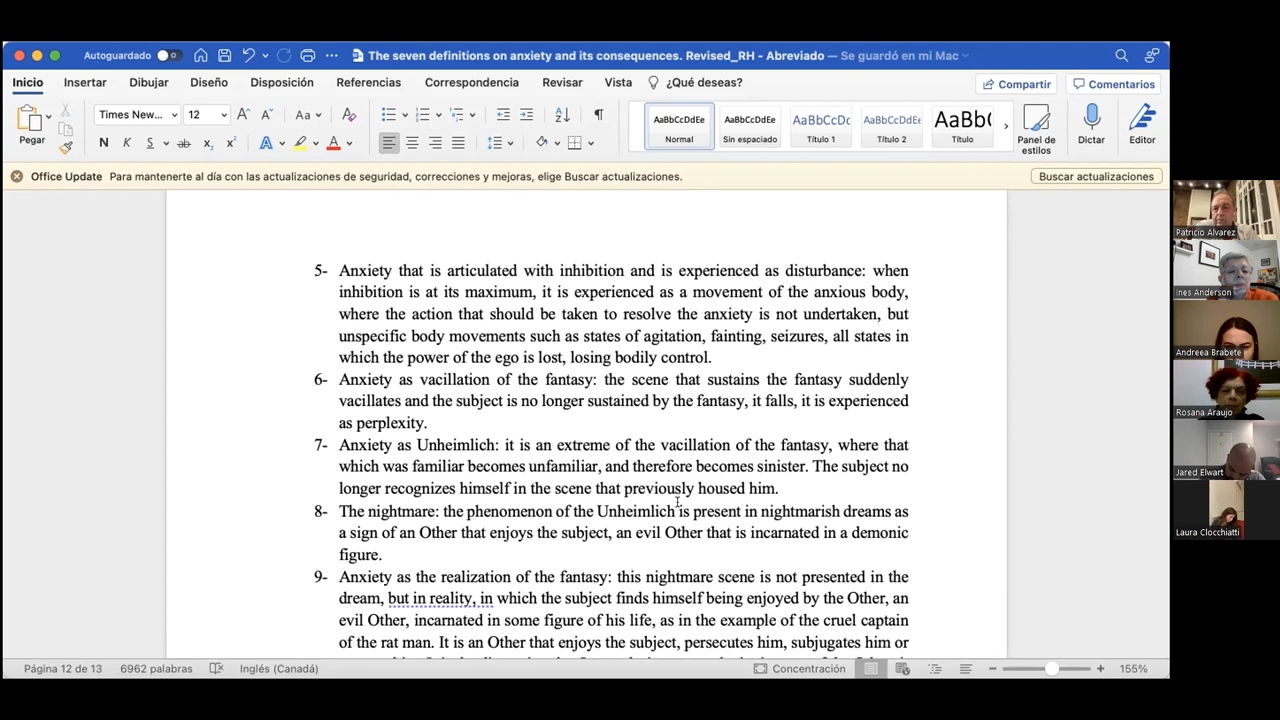 Autoguardado
The seven definitions on anxiety and its consequences. Revised_RH - Abreviado — Se guardó en mi Mac
Inicio Insertar Dibujar Diseño Disposición Referencias Correspondencia Revisar Vista ¿Qué deseas? Compartir Comentarios
Pegar
Times New... 12
N K S ab x₂ x²
AaBbCcDdEe AaBbCcDdEe AaBbCcDc AaBbCcDdEe AaBb(
Normal Sin espaciado Título 1 Título 2 Título
Panel de estilos
Dictar
Editor
Office Update Para mantenerte al día con las actualizaciones de seguridad, correcciones y mejoras, elige Buscar actualizaciones. Buscar actualizaciones
5- Anxiety that is articulated with inhibition and is experienced as disturbance: when
inhibition is at its maximum, it is experienced as a movement of the anxious body,
where the action that should be taken to resolve the anxiety is not undertaken, but
unspecific body movements such as states of agitation, fainting, seizures, all states in
which the power of the ego is lost, losing bodily control.
6- Anxiety as vacillation of the fantasy: the scene that sustains the fantasy suddenly
vacillates and the subject is no longer sustained by the fantasy, it falls, it is experienced
as perplexity.
7- Anxiety as Unheimlich: it is an extreme of the vacillation of the fantasy, where that
which was familiar becomes unfamiliar, and therefore becomes sinister. The subject no
longer recognizes himself in the scene that previously housed him.
8- The nightmare: the phenomenon of the Unheimlich is present in nightmarish dreams as
a sign of an Other that enjoys the subject, an evil Other that is incarnated in a demonic
figure.
9- Anxiety as the realization of the fantasy: this nightmare scene is not presented in the
dream, but in reality, in which the subject finds himself being enjoyed by the Other, an
evil Other, incarnated in some figure of his life, as in the example of the cruel captain
of the rat man. It is an Other that enjoys the subject, persecutes him, subjugates him or
Página 12 de 13 6962 palabras Inglés (Canadá) Concentración 155%
Patricio Alvarez
Ines Anderson
Andreea Brabete
Rosana Araujo
Jared Elwart
Laura Clocchiatti